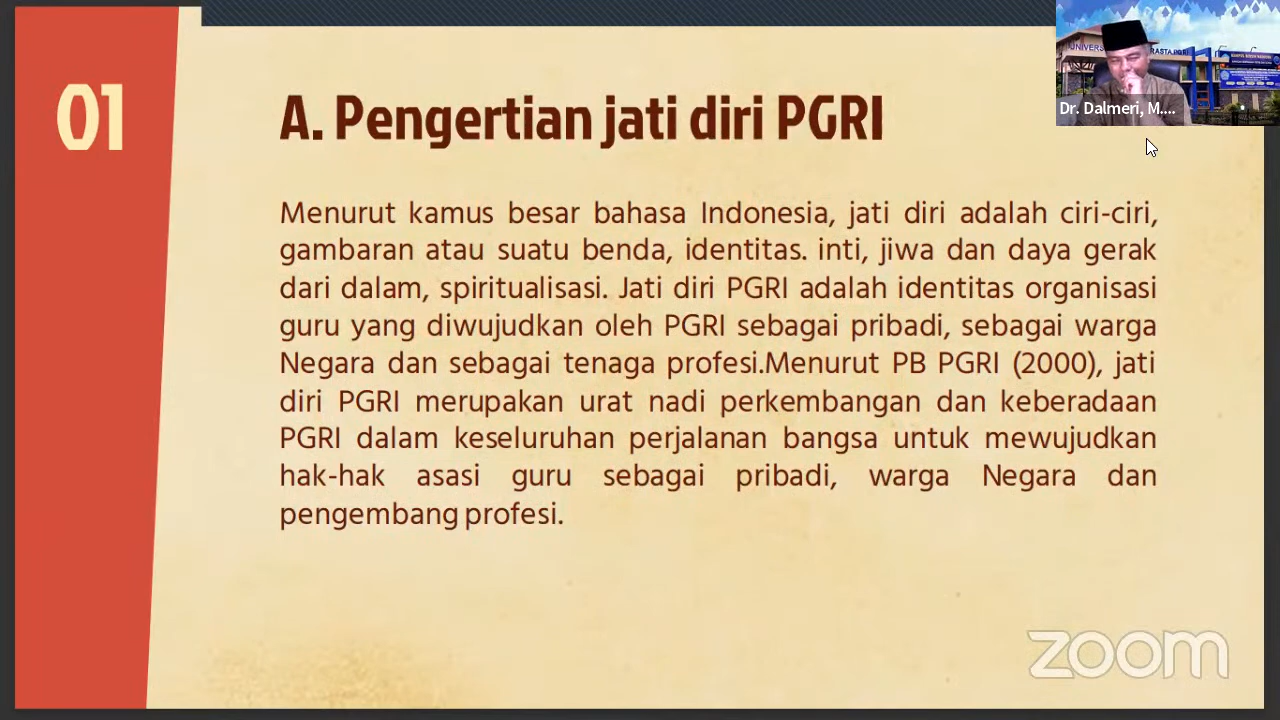 01
A. Pengertian jati diri PGRI
Menurut kamus besar bahasa Indonesia, jati diri adalah ciri-ciri,
gambaran atau suatu benda, identitas. inti, jiwa dan daya gerak
dari dalam, spiritualisasi. Jati diri PGRI adalah identitas organisasi
guru yang diwujudkan oleh PGRI sebagai pribadi, sebagai warga
Negara dan sebagai tenaga profesi.Menurut PB PGRI (2000), jati
diri PGRI merupakan urat nadi perkembangan dan keberadaan
PGRI dalam keseluruhan perjalanan bangsa untuk mewujudkan
hak-hak asasi guru sebagai pribadi, warga Negara dan
pengembang profesi.
Dr. Dalmeri, M....
zoom